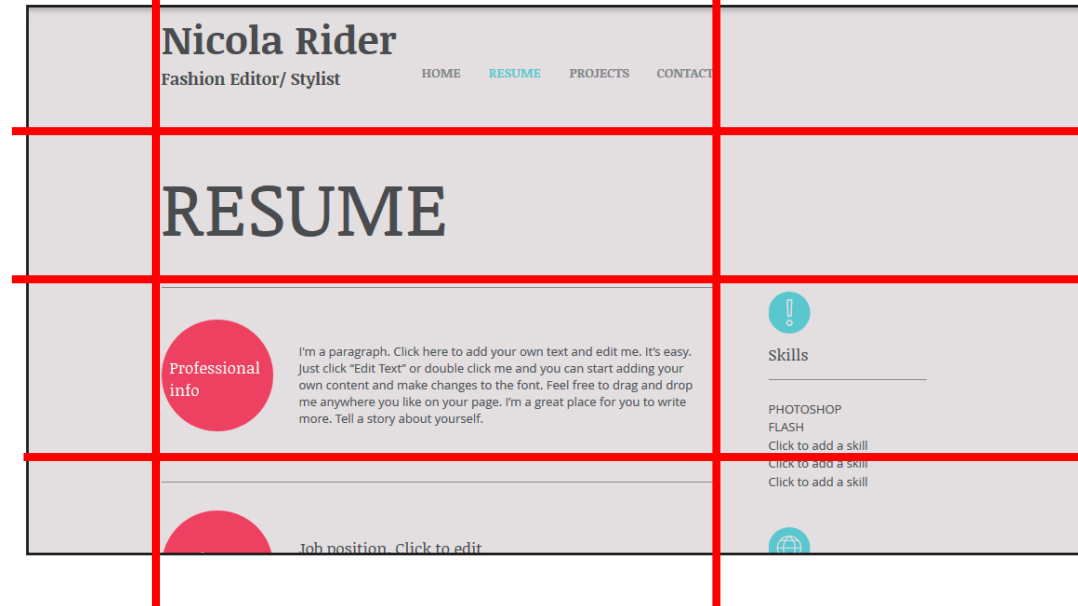 Nicola Rider
Fashion Editor/ Stylist
HOME RESUME PROJECTS CONTACT
RESUME
Professional
info
I'm a paragraph. Click here to add your own text and edit me. It's easy.
Just click “Edit Text” or double click me and you can start adding your
own content and make changes to the font. Feel free to drag and drop
me anywhere you like on your page. I'm a great place for you to write
more. Tell a story about yourself.
Skills
PHOTOSHOP
FLASH
Click to add a skill
Click to add a skill
Click to add a skill
Job position. Click to edit